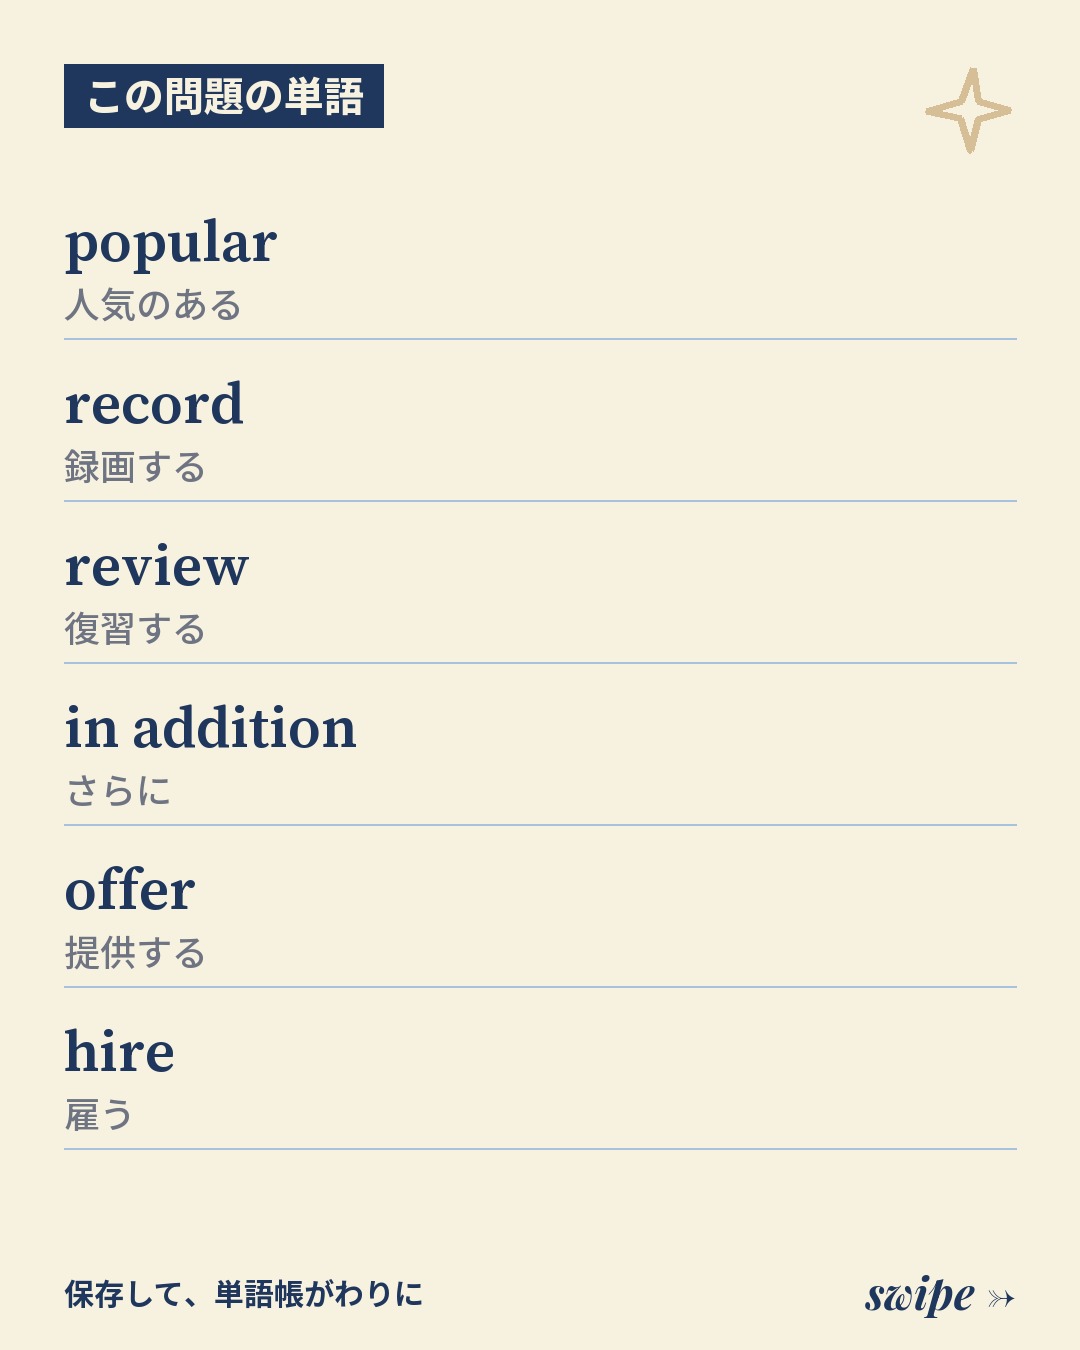 この問題の単語
popular
人気のある
record
録画する
review
復習する
in addition
さらに
offer
提供する
hire
雇う
保存して、単語帳がわりに
swipe